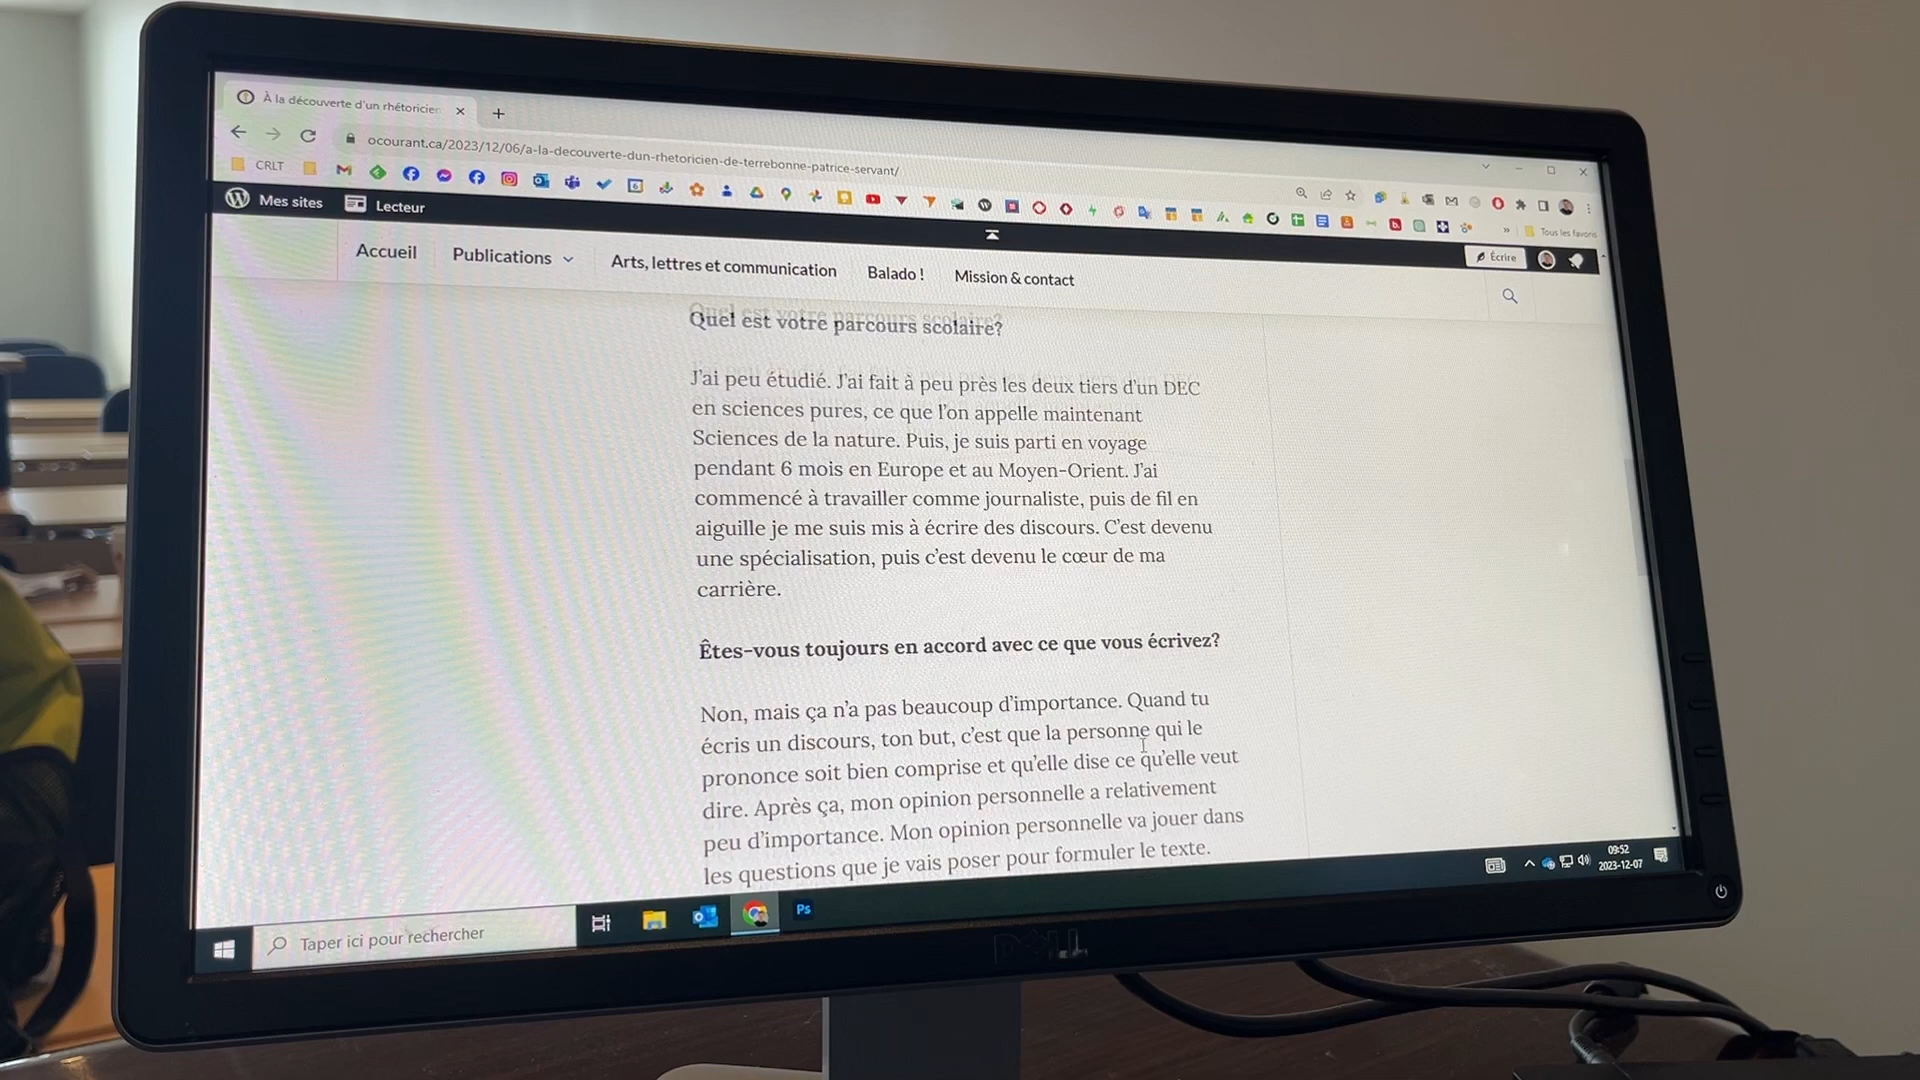 À la découverte d'un rhétoricien
ocourant.ca/2023/12/06/a-la-decouverte-dun-rhetoricien-de-terrebonne-patrice-servant/
CRLT
Tous les favoris
Mes sites
Lecteur
Écrire
Accueil
Publications
Arts, lettres et communication
Balado !
Mission & contact
Quel est votre parcours scolaire?
J'ai peu étudié. J'ai fait à peu près les deux tiers d'un DEC
en sciences pures, ce que l'on appelle maintenant
Sciences de la nature. Puis, je suis parti en voyage
pendant 6 mois en Europe et au Moyen-Orient. J'ai
commencé à travailler comme journaliste, puis de fil en
aiguille je me suis mis à écrire des discours. C'est devenu
une spécialisation, puis c'est devenu le cœur de ma
carrière.
Êtes-vous toujours en accord avec ce que vous écrivez?
Non, mais ça n'a pas beaucoup d'importance. Quand tu
écris un discours, ton but, c'est que la personne qui le
prononce soit bien comprise et qu'elle dise ce qu'elle veut
dire. Après ça, mon opinion personnelle a relativement
peu d'importance. Mon opinion personnelle va jouer dans
les questions que je vais poser pour formuler le texte.
Taper ici pour rechercher
Ps
09:52
2023-12-07
DELL